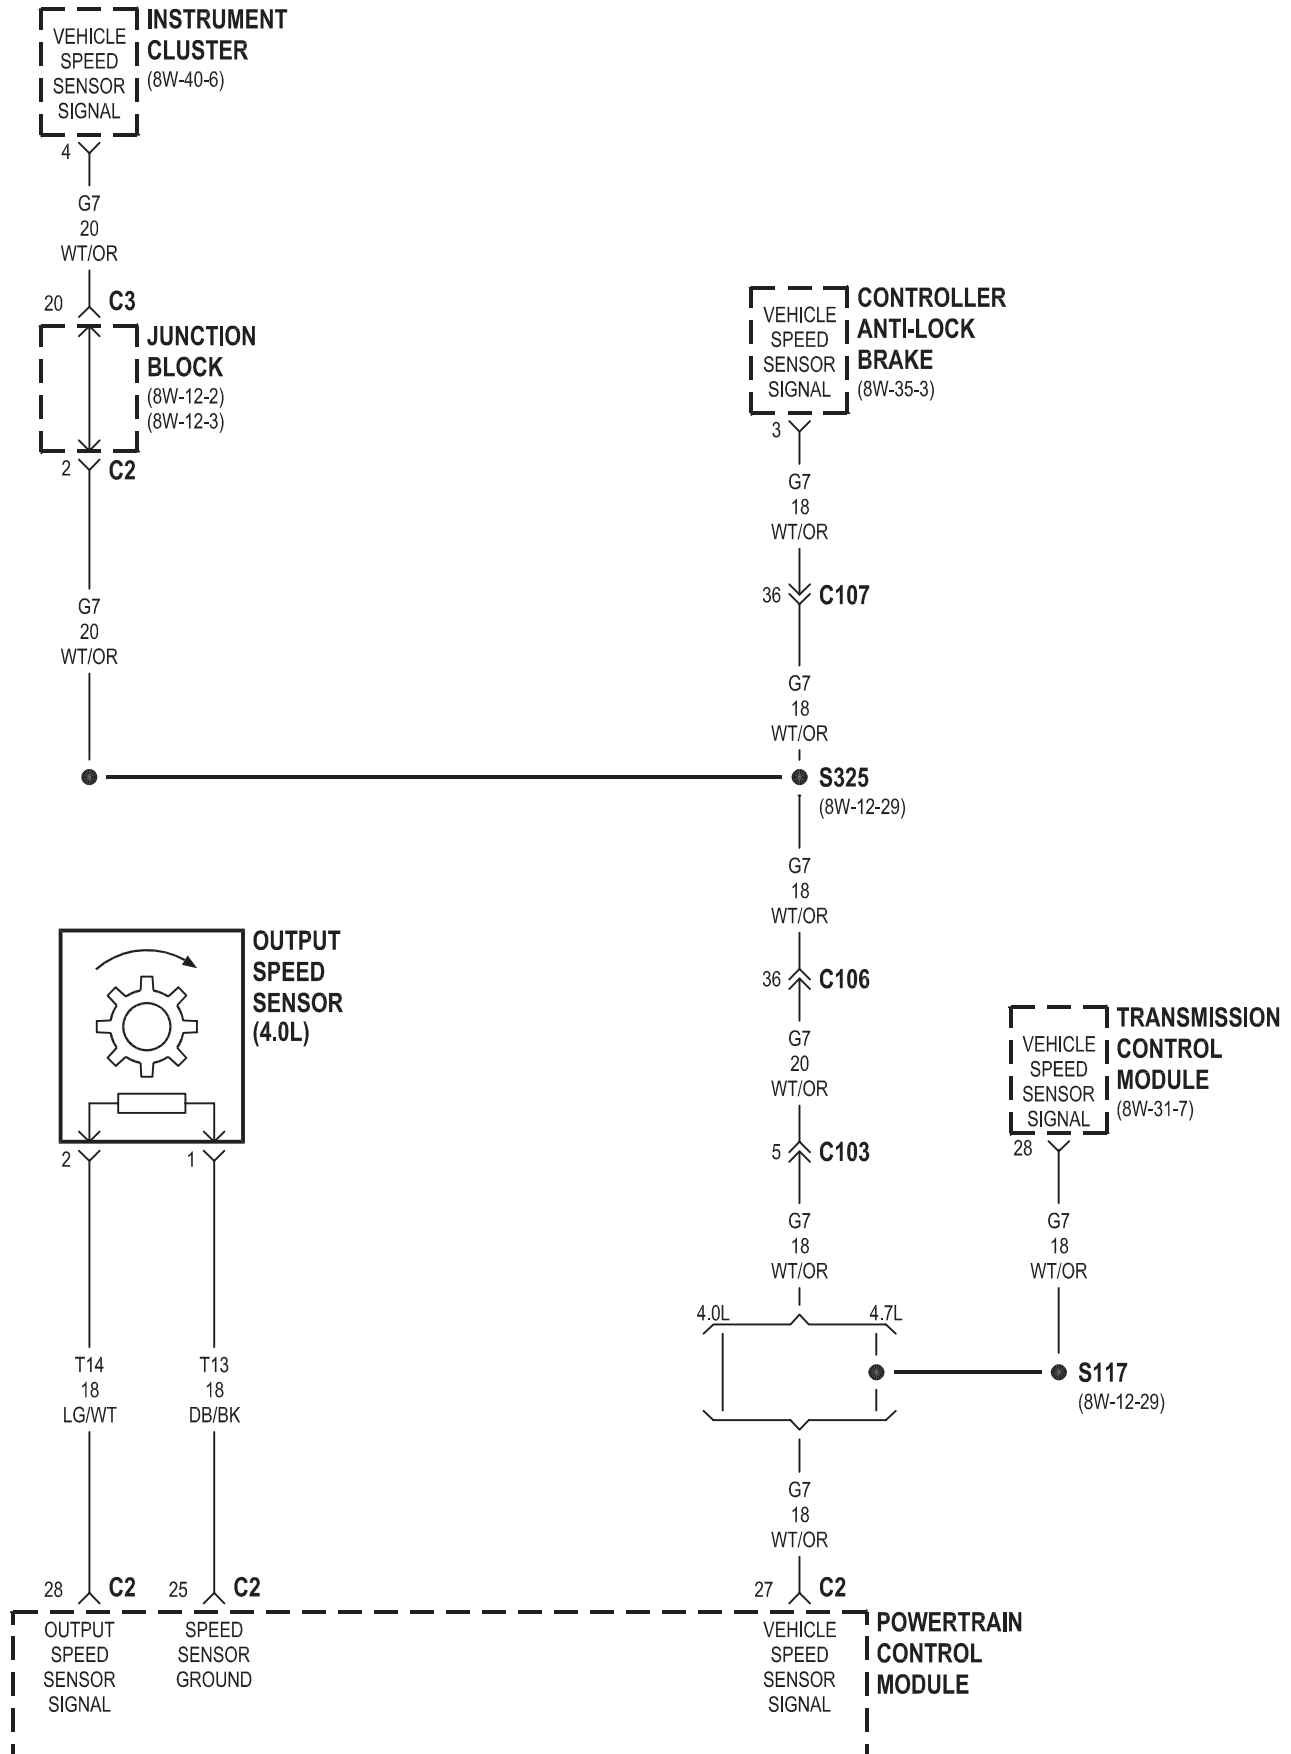 VEHICLE
SPEED
SENSOR
SIGNAL
INSTRUMENT
CLUSTER
(8W-40-6)
4
G7
20
WT/OR
20 C3
JUNCTION
BLOCK
(8W-12-2)
(8W-12-3)
2 C2
G7
20
WT/OR
VEHICLE
SPEED
SENSOR
SIGNAL
CONTROLLER
ANTI-LOCK
BRAKE
(8W-35-3)
3
G7
18
WT/OR
36 C107
G7
18
WT/OR
S325
(8W-12-29)
G7
18
WT/OR
36 C106
G7
20
WT/OR
5 C103
G7
18
WT/OR
4.0L 4.7L
OUTPUT
SPEED
SENSOR
(4.0L)
2 1
T14
18
LG/WT
T13
18
DB/BK
VEHICLE
SPEED
SENSOR
SIGNAL
TRANSMISSION
CONTROL
MODULE
(8W-31-7)
28
G7
18
WT/OR
S117
(8W-12-29)
G7
18
WT/OR
28 C2
25 C2
27 C2
OUTPUT
SPEED
SENSOR
SIGNAL
SPEED
SENSOR
GROUND
VEHICLE
SPEED
SENSOR
SIGNAL
POWERTRAIN
CONTROL
MODULE